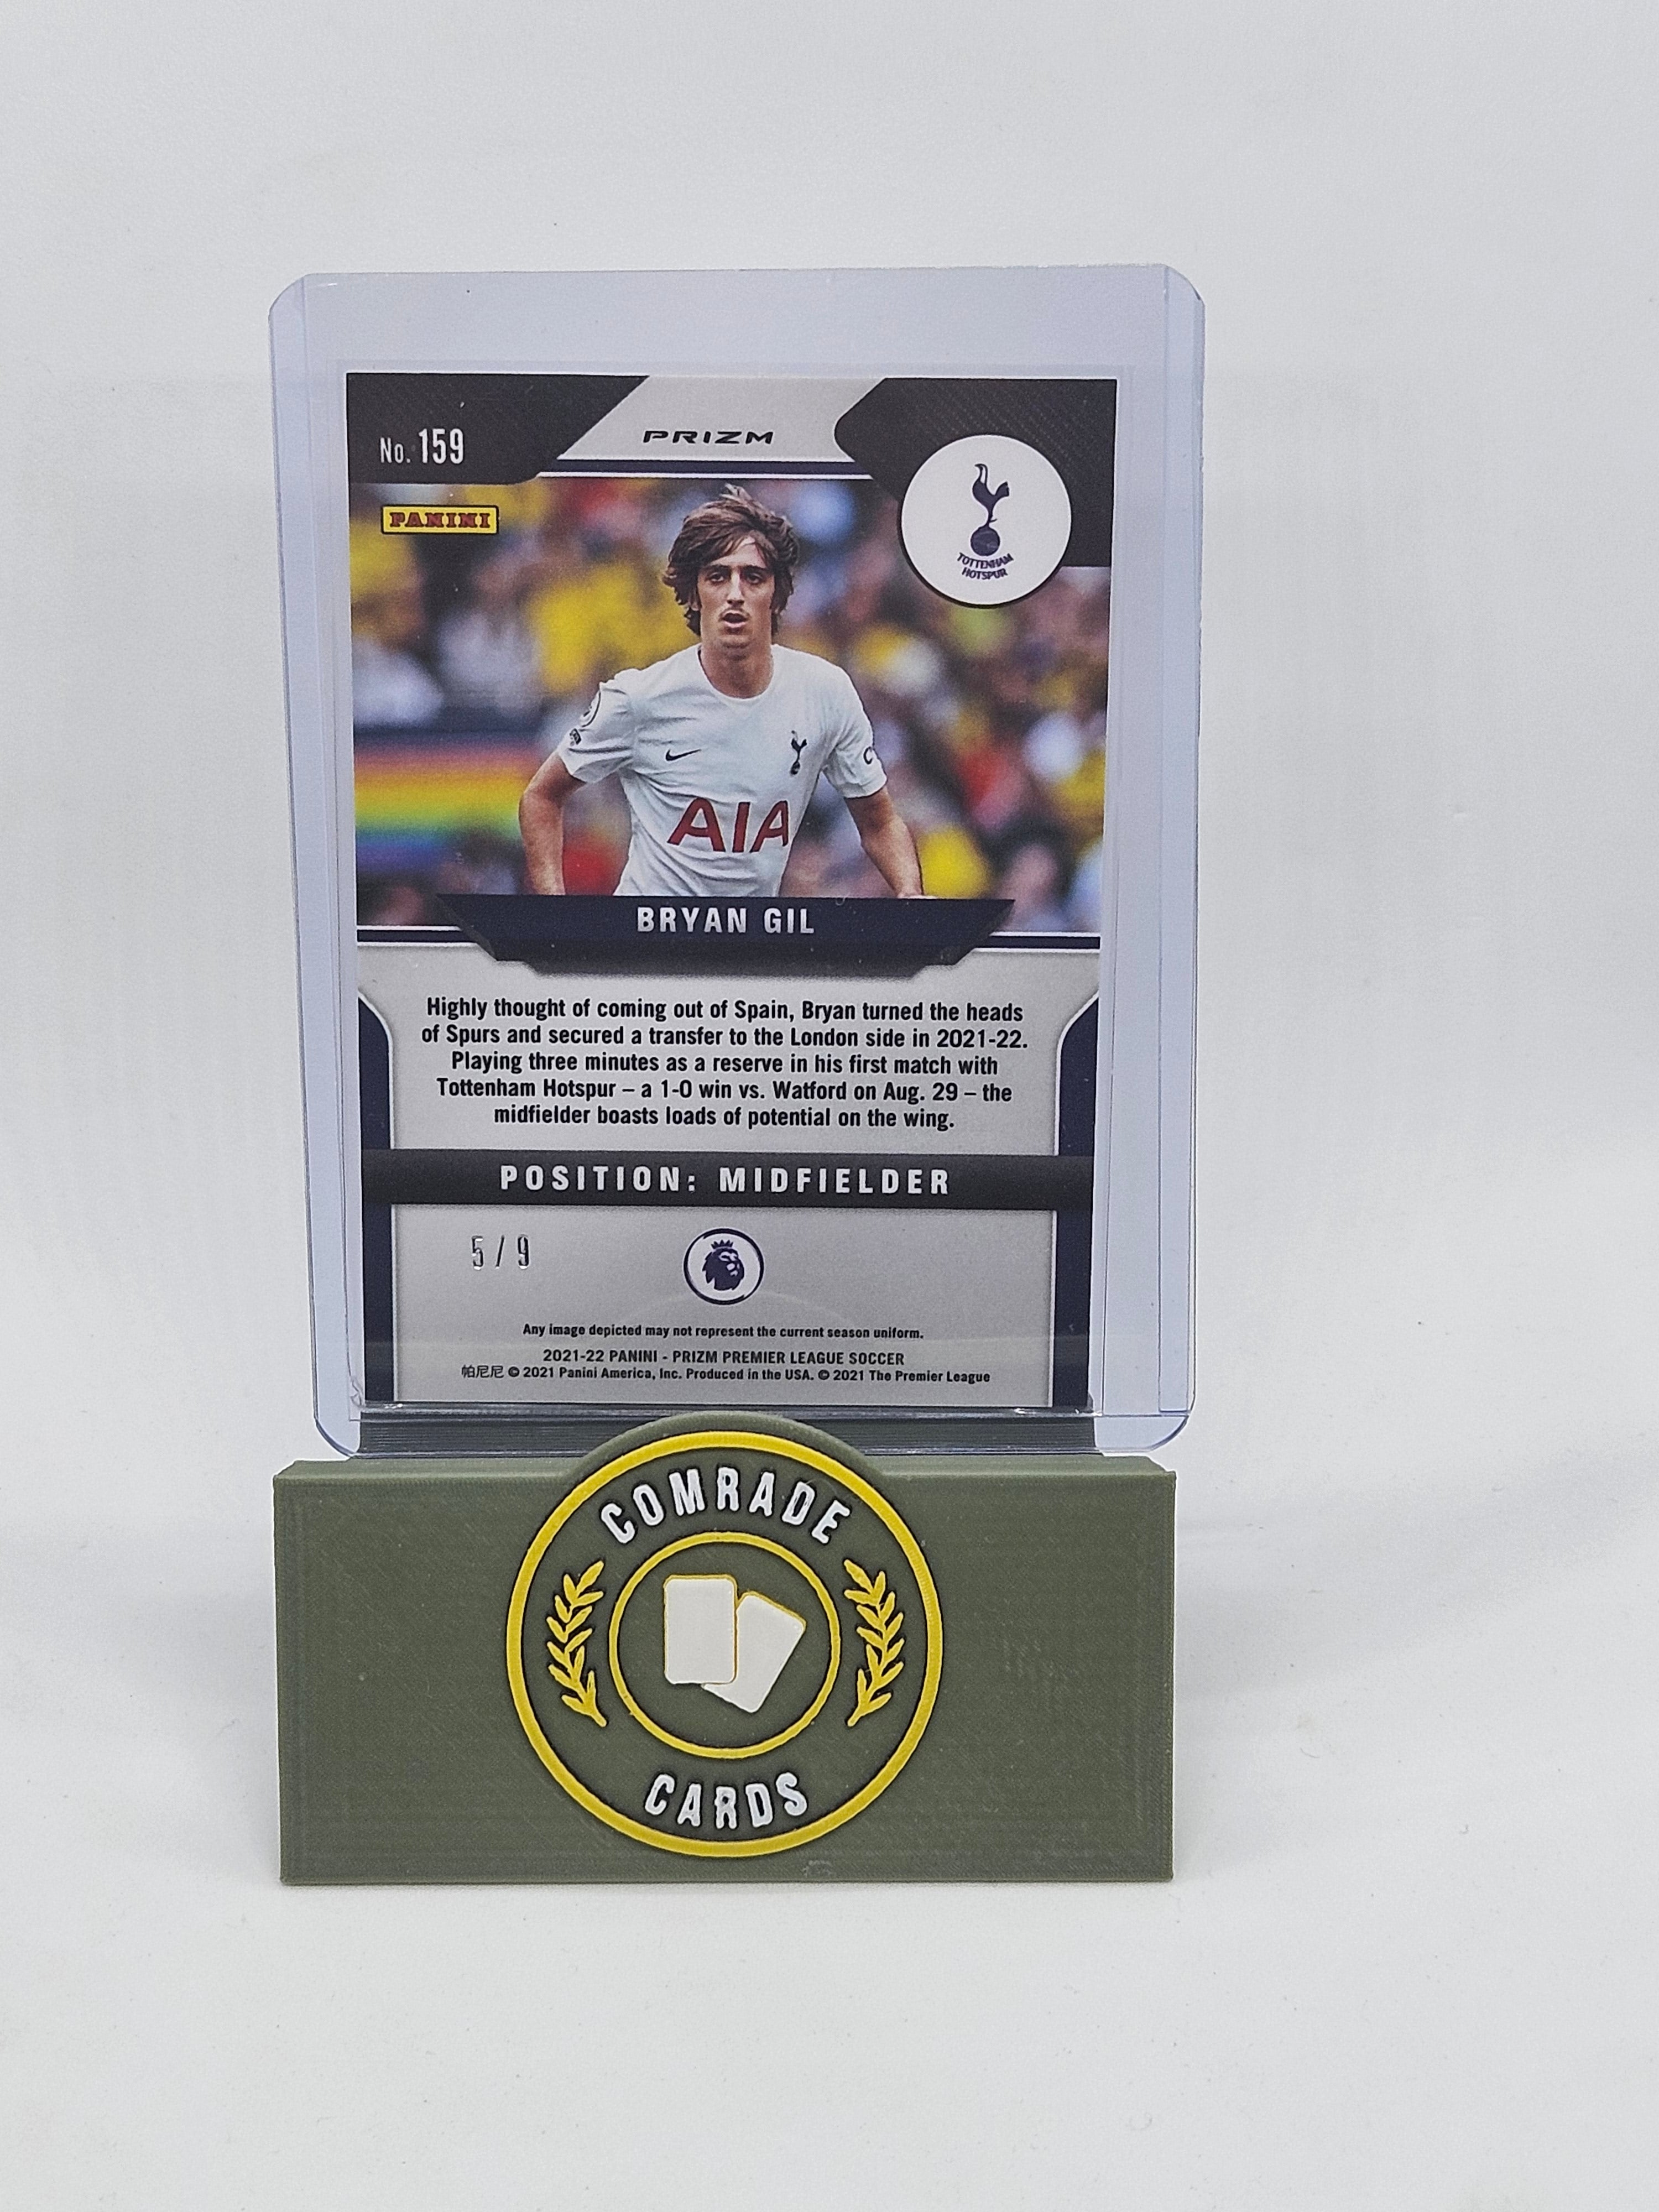 No. 159
PRIZM
PANINI
TOTTENHAM
HOTSPUR
AIA
BRYAN GIL
Highly thought of coming out of Spain, Bryan turned the heads
of Spurs and secured a transfer to the London side in 2021-22.
Playing three minutes as a reserve in his first match with
Tottenham Hotspur – a 1-0 win vs. Watford on Aug. 29 – the
midfielder boasts loads of potential on the wing.
POSITION: MIDFIELDER
5 / 9
Any image depicted may not represent the current season uniform.
2021-22 PANINI - PRIZM PREMIER LEAGUE SOCCER
帕尼尼 © 2021 Panini America, Inc. Produced in the USA. © 2021 The Premier League
COMRADE
CARDS